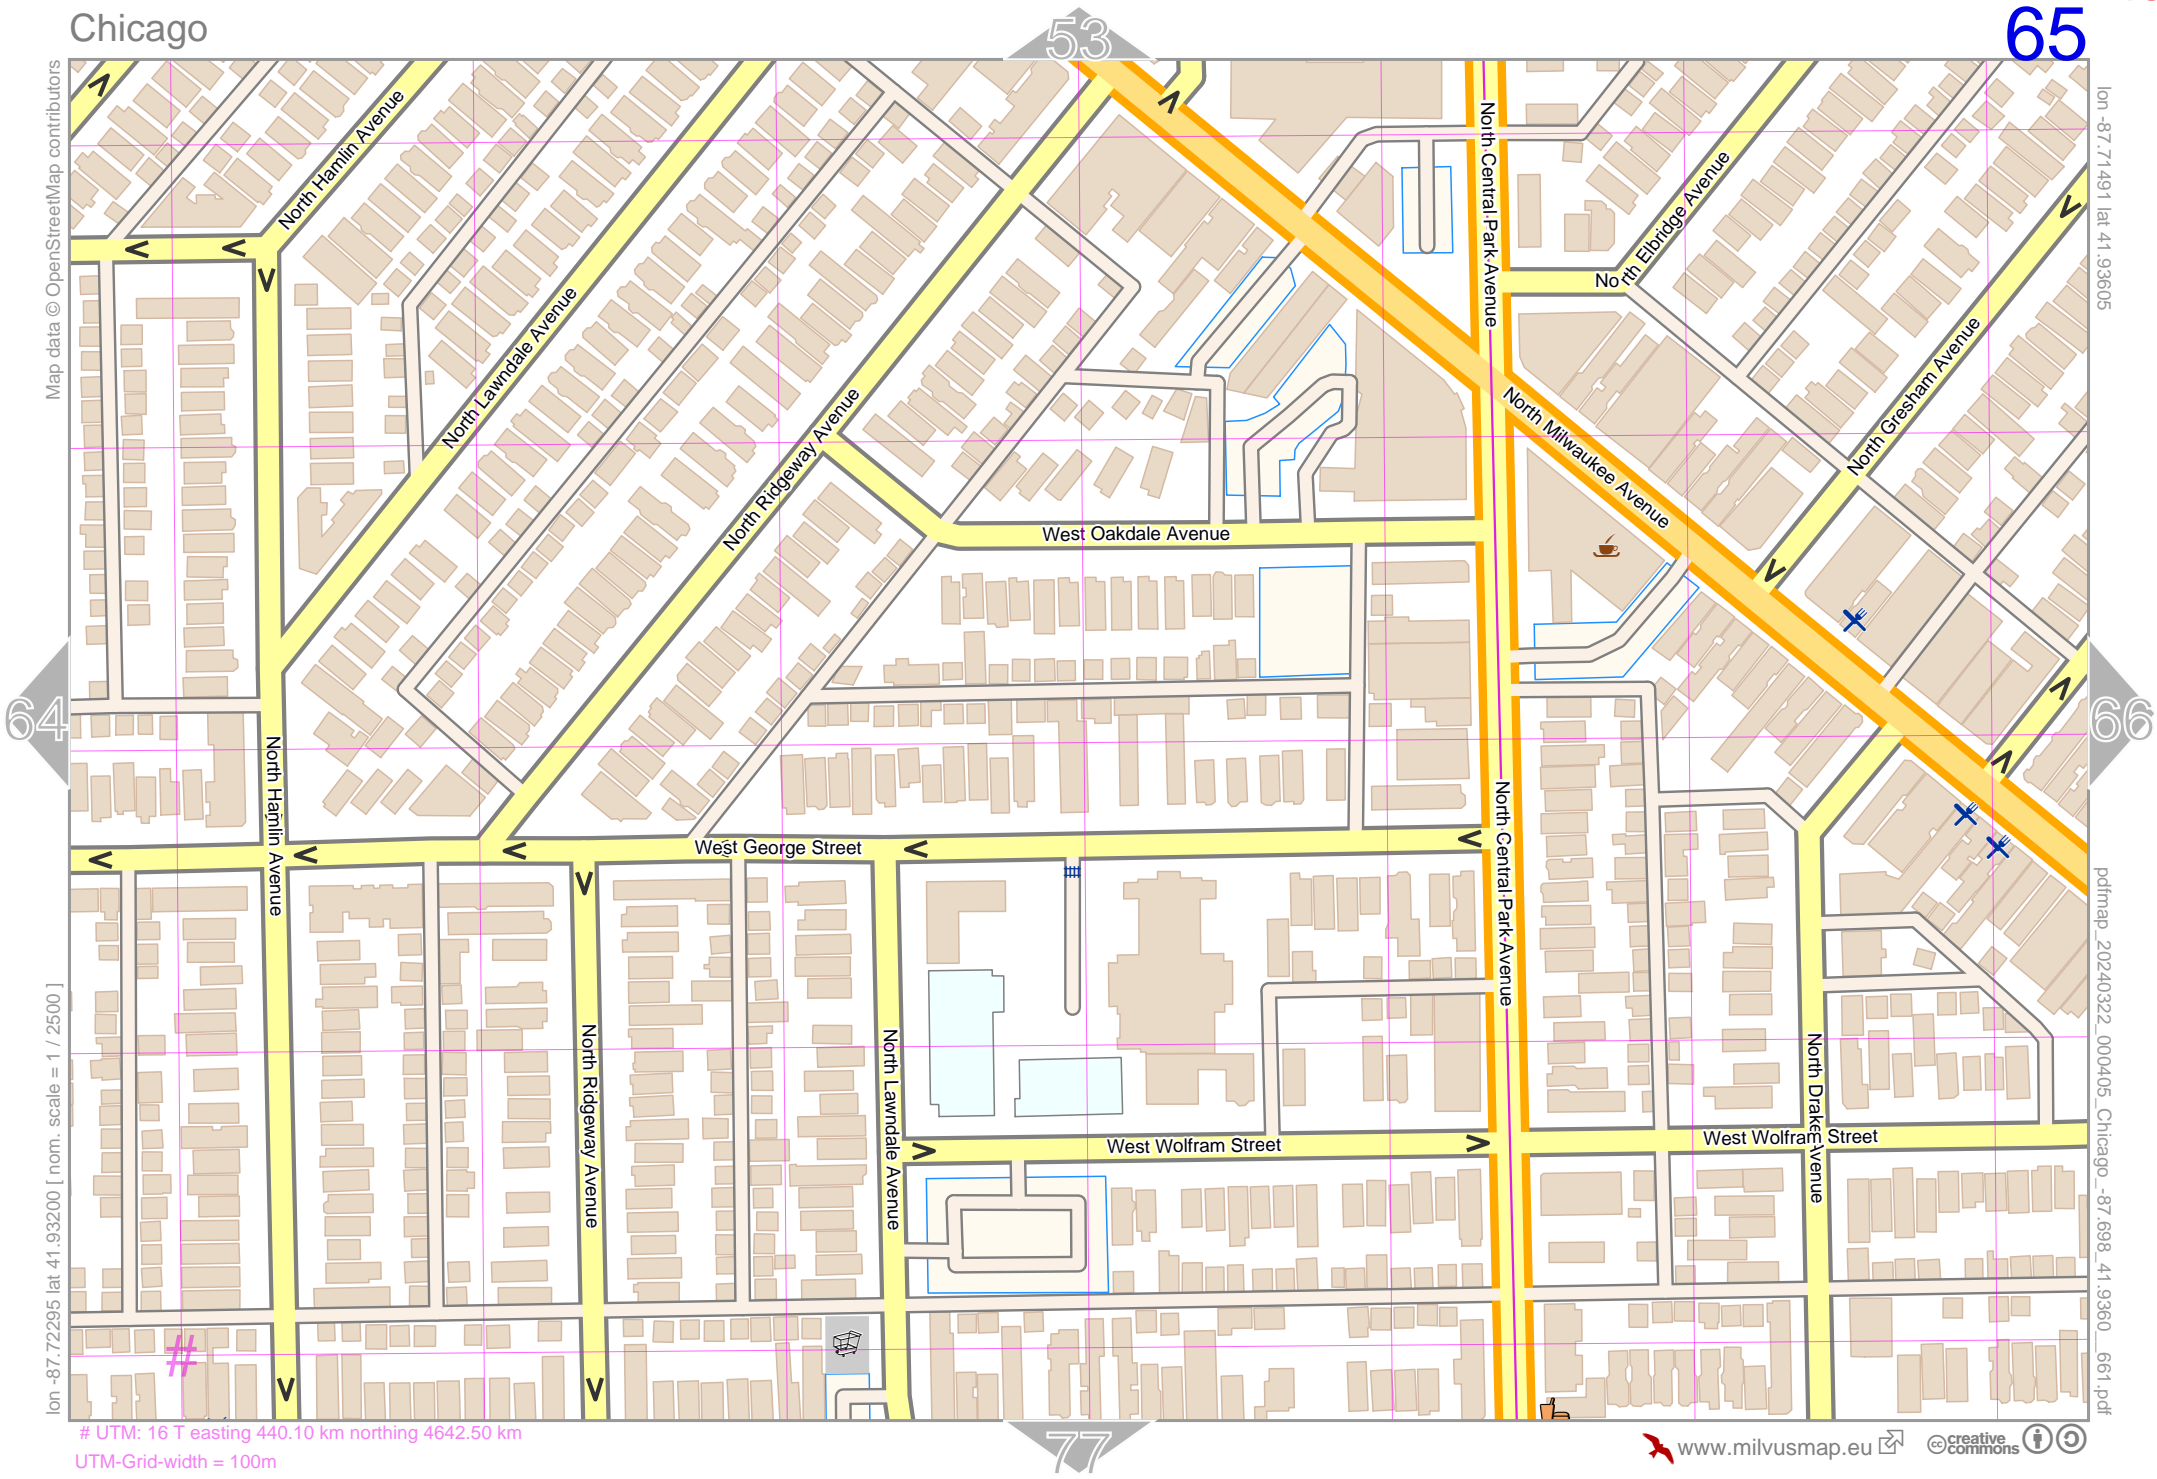 Chicago
53
65
64
66
77
Map data © OpenStreetMap contributors
lon -87.72295 lat 41.93200 [ nom. scale = 1 / 2500 ]
lon -87.71491 lat 41.93605
pdfmap_20240322_000405_Chicago_-87.698_41.9360__661.pdf
North Hamlin Avenue
North Lawndale Avenue
North Ridgeway Avenue
North Central Park Avenue
North Elbridge Avenue
North Gresham Avenue
North Milwaukee Avenue
West Oakdale Avenue
North Hamlin Avenue
West George Street
North Central Park Avenue
North Ridgeway Avenue
North Lawndale Avenue
North Drake Avenue
West Wolfram Street
West Wolfram Street
#
# UTM: 16 T easting 440.10 km northing 4642.50 km
UTM-Grid-width = 100m
www.milvusmap.eu
cc creative commons